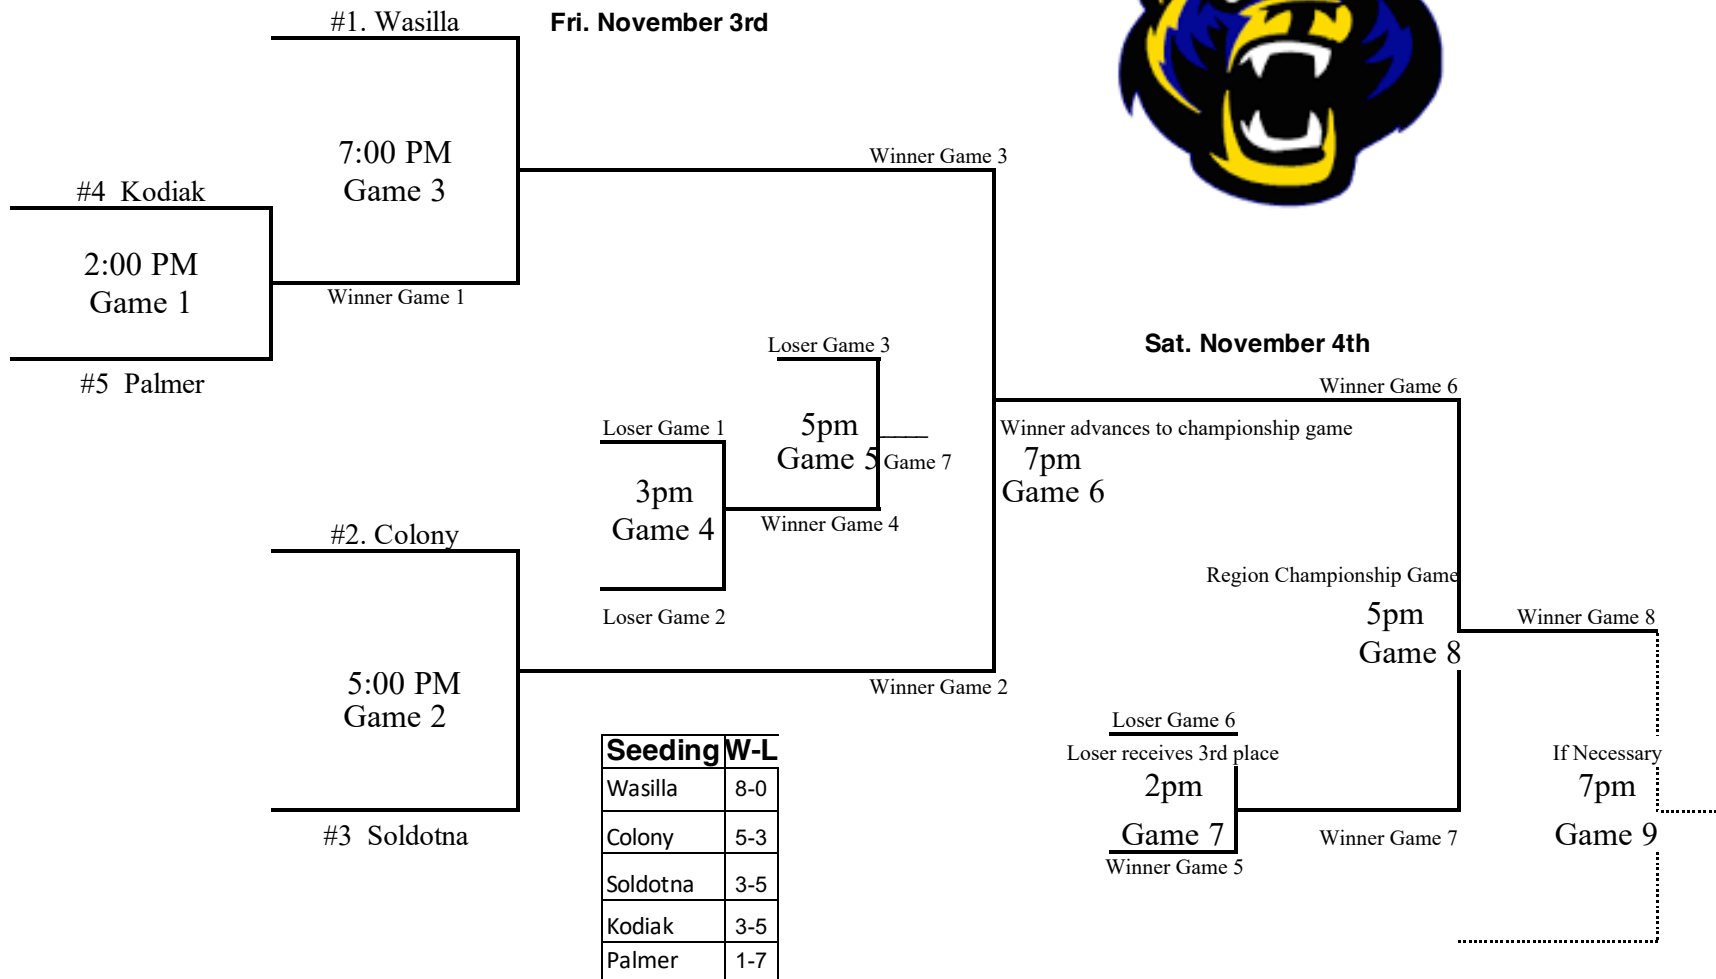 #1. Wasilla
Fri. November 3rd
7:00 PM
Game 3
Winner Game 3
#4 Kodiak
2:00 PM
Game 1
Winner Game 1
#5 Palmer
Loser Game 3
5pm
Game 5
Game 7
Loser Game 1
3pm
Game 4
Winner Game 4
Loser Game 2
Sat. November 4th
Winner Game 6
Winner advances to championship game
7pm
Game 6
#2. Colony
5:00 PM
Game 2
Winner Game 2
#3 Soldotna
Region Championship Game
5pm
Game 8
Winner Game 8
Loser Game 6
Loser receives 3rd place
2pm
Game 7
Winner Game 5
Winner Game 7
If Necessary
7pm
Game 9
Seeding W-L
Wasilla 8-0
Colony 5-3
Soldotna 3-5
Kodiak 3-5
Palmer 1-7